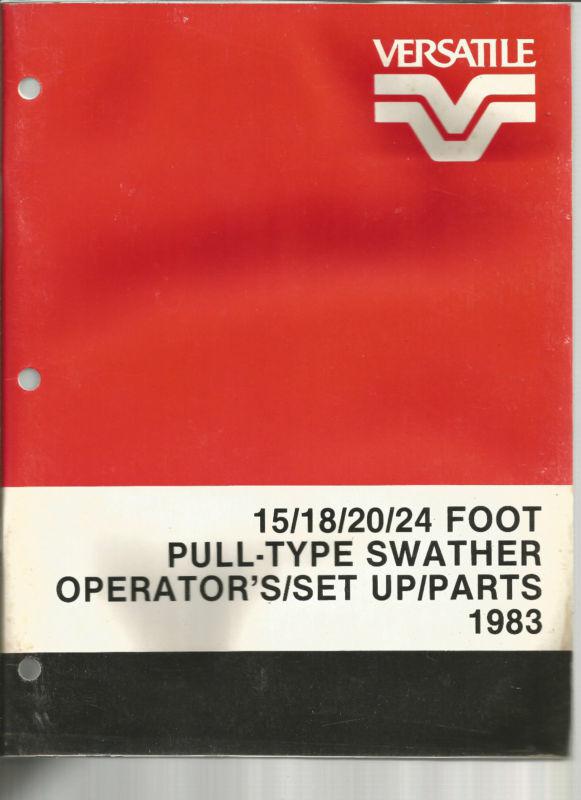 VERSATILE
15/18/20/24 FOOT
PULL-TYPE SWATHER
OPERATOR'S/SET UP/PARTS
1983